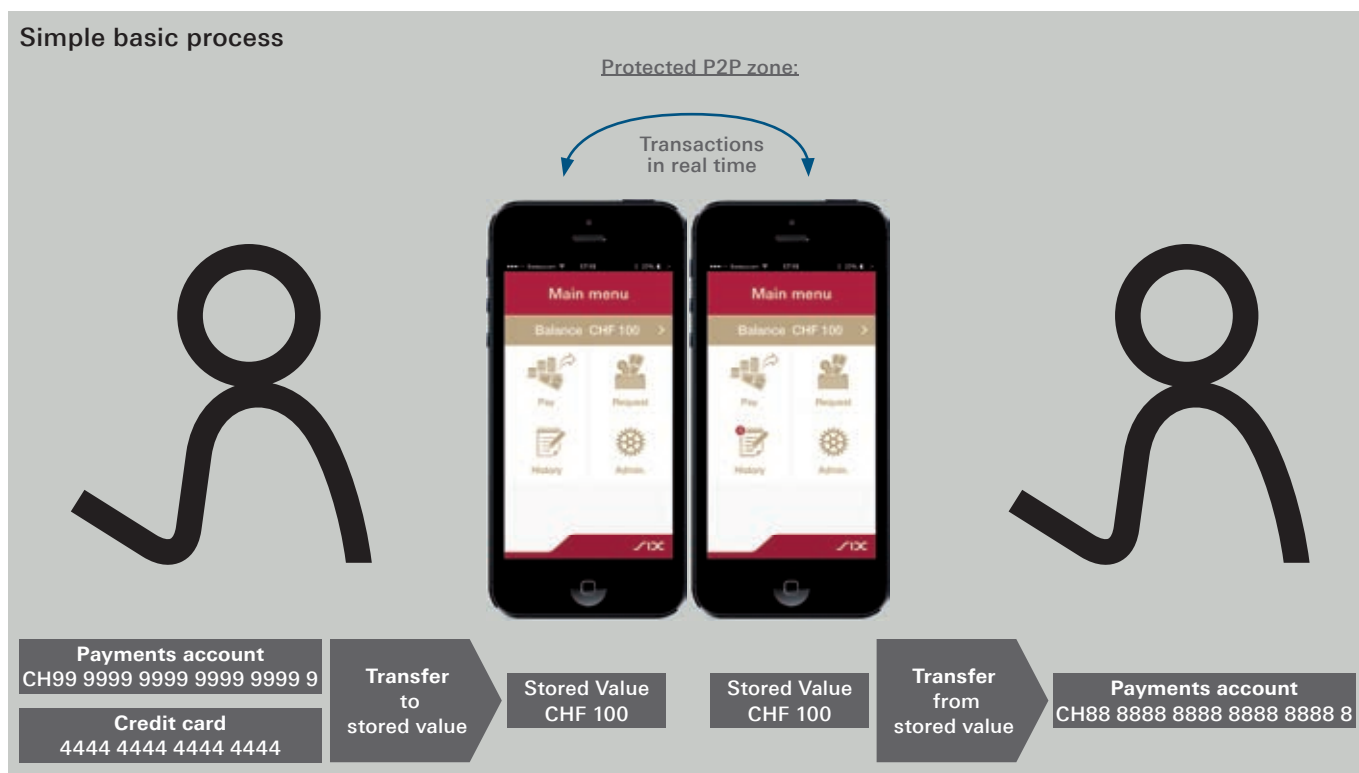 Simple basic process
Protected P2P zone:
Transactions
in real time
Main menu
Balance CHF 100
Pay
Request
History
Admin.
SIX
Main menu
Balance CHF 100
Pay
Request
History
Admin.
SIX
Payments account
CH99 9999 9999 9999 9999 9
Credit card
4444 4444 4444 4444
Transfer
to
stored value
Stored Value
CHF 100
Stored Value
CHF 100
Transfer
from
stored value
Payments account
CH88 8888 8888 8888 8888 8